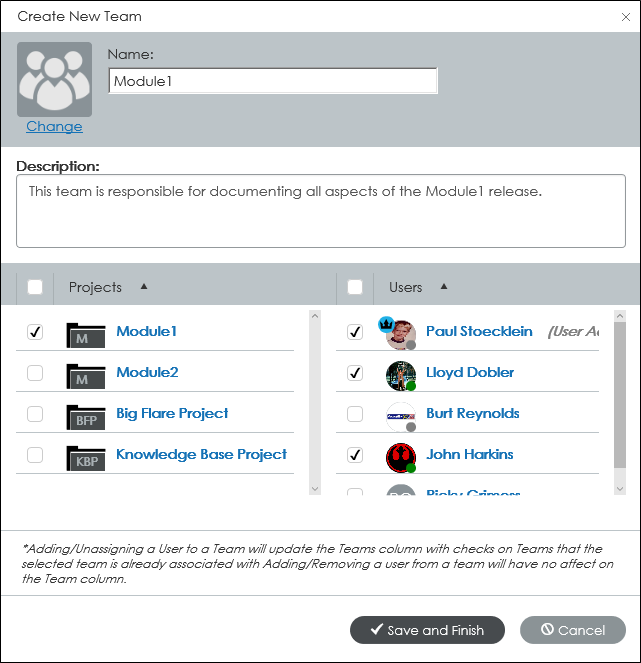 Create New Team
Name:
Module1
Change
Description:
This team is responsible for documenting all aspects of the Module1 release.
Projects
Users
M Module1
Paul Stoecklein (User Ad
M Module2
Lloyd Dobler
BFP Big Flare Project
Burt Reynolds
KBP Knowledge Base Project
John Harkins
*Adding/Unassigning a User to a Team will update the Teams column with checks on Teams that the
selected team is already associated with Adding/Removing a user from a team will have no affect on
the Team column.
Save and Finish
Cancel